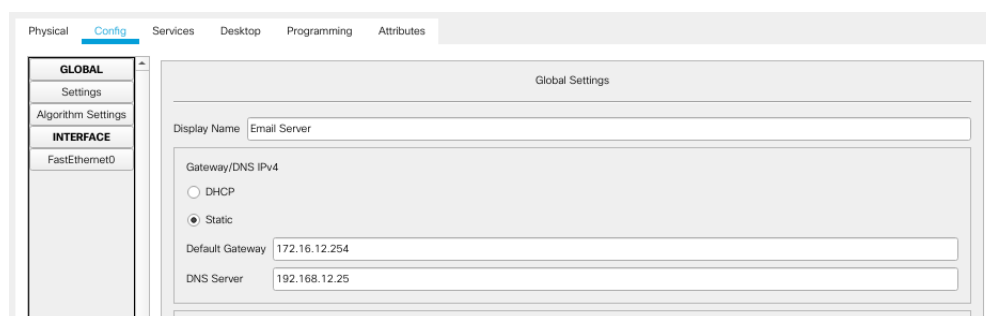 Physical Config Services Desktop Programming Attributes
GLOBAL
Settings
Algorithm Settings
INTERFACE
FastEthernet0
Global Settings
Display Name Email Server
Gateway/DNS IPv4
DHCP
Static
Default Gateway 172.16.12.254
DNS Server 192.168.12.25